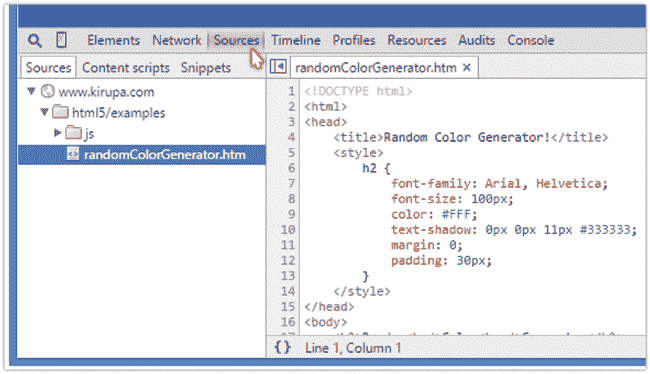 Elements Network Sources Timeline Profiles Resources Audits Console
Sources Content scripts Snippets
randomColorGenerator.htm ×
www.kirupa.com
html5/examples
js
<> randomColorGenerator.htm
1 <!DOCTYPE html>
2 <html>
3 <head>
4 <title>Random Color Generator!</title>
5 <style>
6 h2 {
7 font-family: Arial, Helvetica;
8 font-size: 100px;
9 color: #FFF;
10 text-shadow: 0px 0px 11px #333333;
11 margin: 0;
12 padding: 30px;
13 }
14 </style>
15 </head>
16 <body>
{} Line 1, Column 1